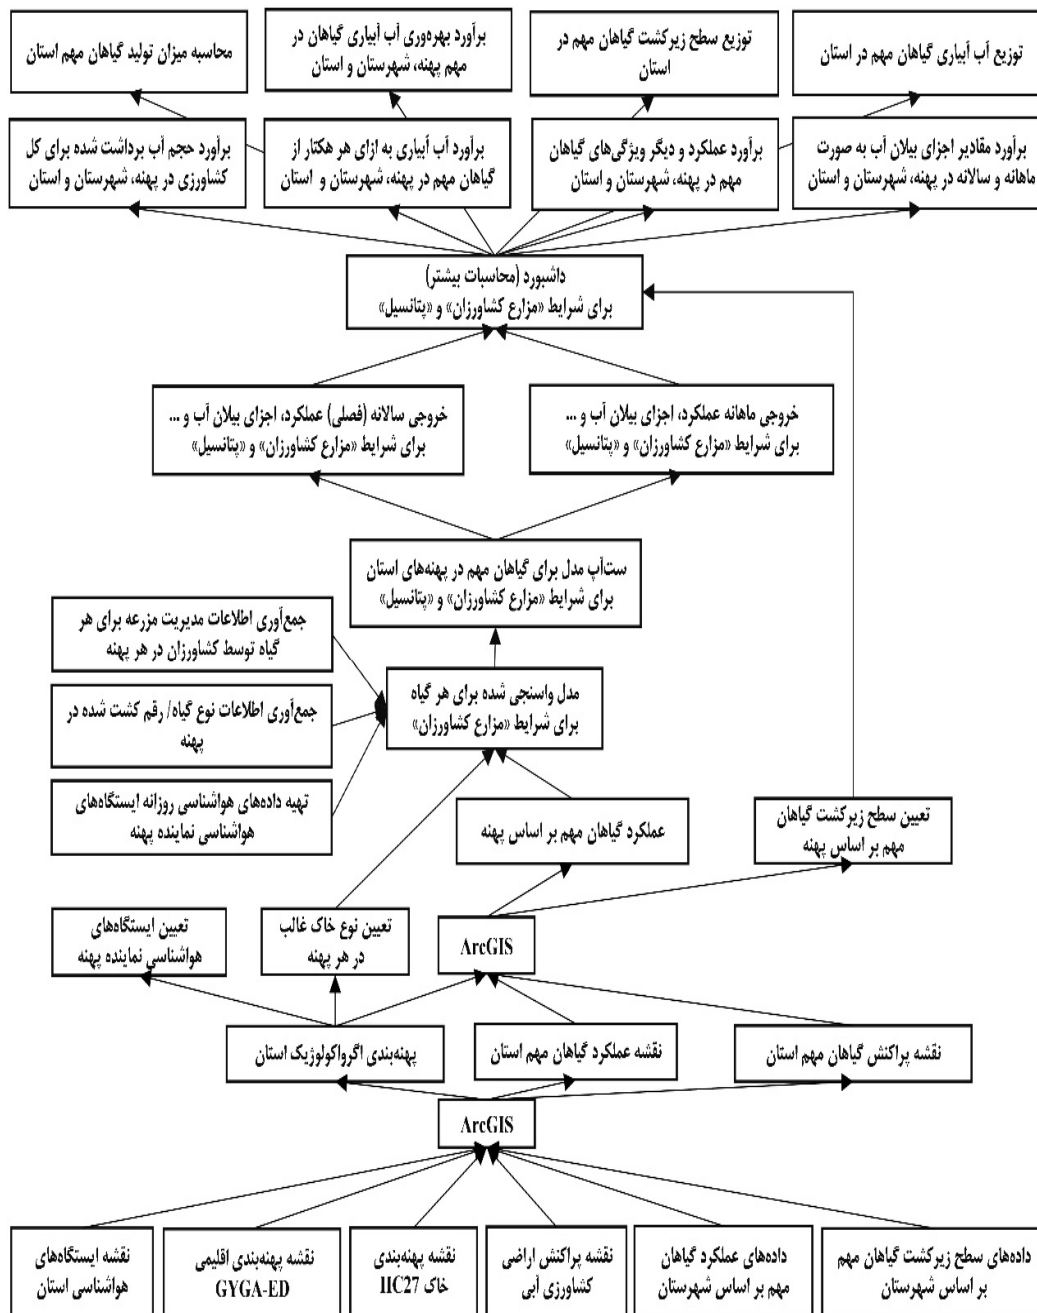 توزیع آب آبیاری گیاهان مهم در استان
توزیع سطح زیرکشت گیاهان مهم در
استان
برآورد بهره‌وری آب آبیاری گیاهان در
مهم پهنه، شهرستان و استان
محاسبه میزان تولید گیاهان مهم استان
برآورد مقادیر اجزای بیلان آب به صورت
ماهانه و سالانه در پهنه، شهرستان و استان
برآورد عملکرد و دیگر ویژگی‌های گیاهان
مهم در پهنه، شهرستان و استان
برآورد آب آبیاری به ازای هر هکتار از
گیاهان مهم در پهنه، شهرستان و استان
برآورد حجم آب برداشت شده برای کل
کشاورزی در پهنه، شهرستان و استان
داشبورد (محاسبات بیشتر)
برای شرایط «مزارع کشاورزان» و «پتانسیل»
خروجی ماهانه عملکرد، اجزای بیلان آب و ...
برای شرایط «مزارع کشاورزان» و «پتانسیل»
خروجی سالانه (فصلی) عملکرد، اجزای بیلان آب و ...
برای شرایط «مزارع کشاورزان» و «پتانسیل»
ست‌آپ مدل برای گیاهان مهم در پهنه‌های استان
برای شرایط «مزارع کشاورزان» و «پتانسیل»
جمع‌آوری اطلاعات مدیریت مزرعه برای هر
گیاه توسط کشاورزان در هر پهنه
مدل واسنجی شده برای هر گیاه
برای شرایط «مزارع کشاورزان»
جمع‌آوری اطلاعات نوع گیاه/ رقم کشت شده در
پهنه
تهیه داده‌های هواشناسی روزانه ایستگاه‌های
هواشناسی نماینده پهنه
تعیین سطح زیرکشت گیاهان
مهم بر اساس پهنه
عملکرد گیاهان مهم بر اساس پهنه
ArcGIS
تعیین نوع خاک غالب
در هر پهنه
تعیین ایستگاه‌های
هواشناسی نماینده پهنه
نقشه پراکنش گیاهان مهم استان
نقشه عملکرد گیاهان مهم استان
پهنه‌بندی اگرواکولوژیک استان
ArcGIS
داده‌های سطح زیرکشت گیاهان مهم
بر اساس شهرستان
داده‌های عملکرد گیاهان
مهم بر اساس شهرستان
نقشه پراکنش اراضی
کشاورزی آبی
نقشه پهنه‌بندی
خاک HC27
نقشه پهنه‌بندی اقلیمی
GYGA-ED
نقشه ایستگاه‌های
هواشناسی استان